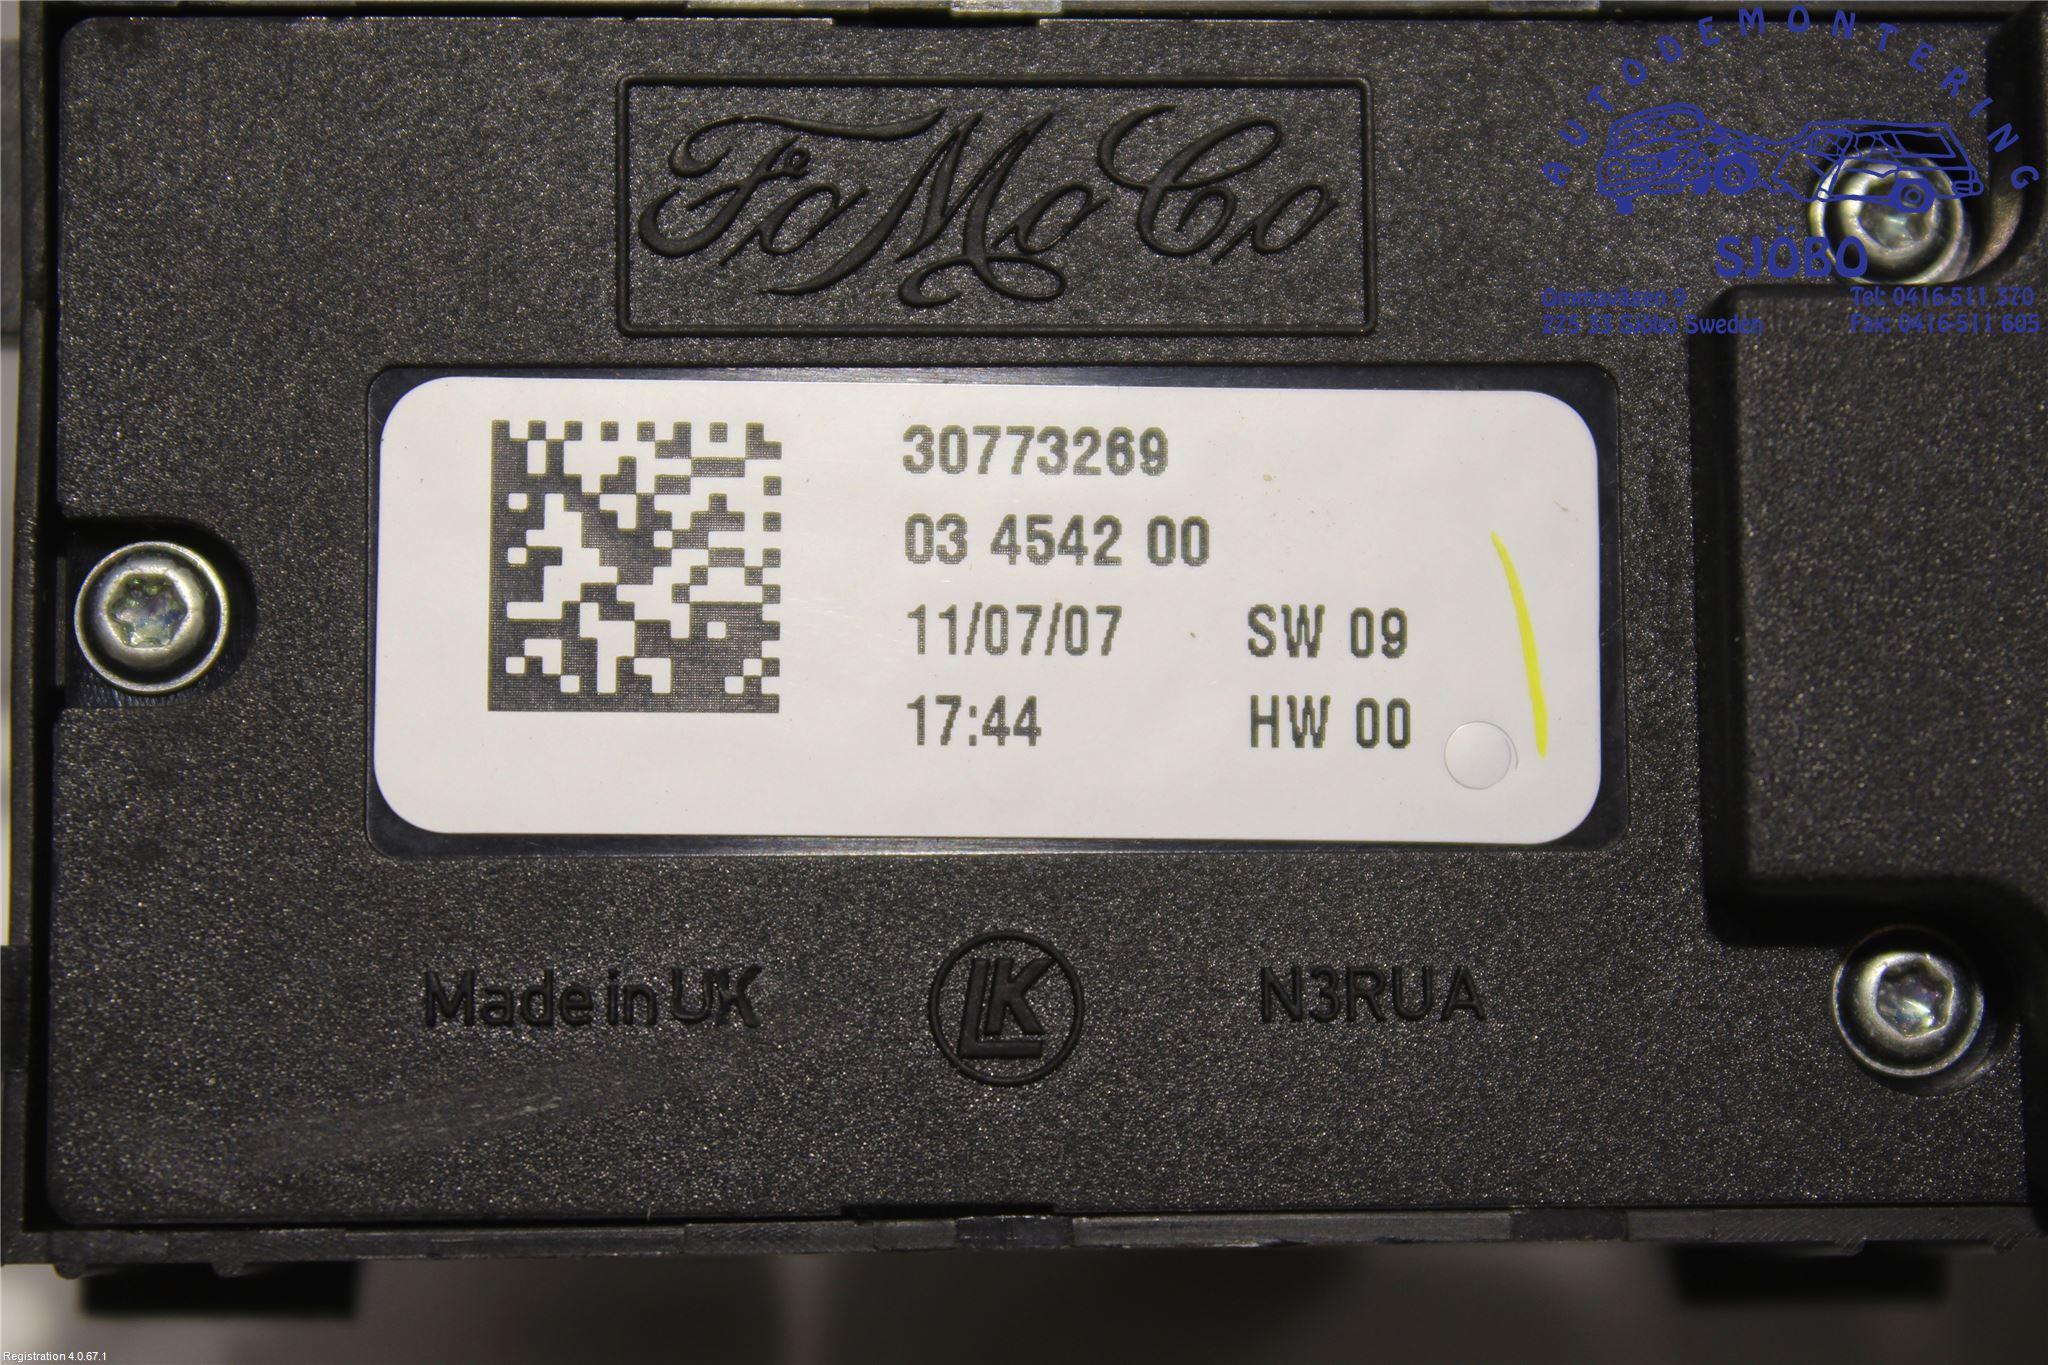 FoMoCo
AUTODEMONTERING
SJÖBO
Ommavägen 9 Tel: 0416-511 370
275 33 Sjöbo Sweden Fax: 0416-511 605
30773269
03 4542 00
11/07/07 SW 09
17:44 HW 00
Made in UK LK N3RUA
Registration 4.0.67.1